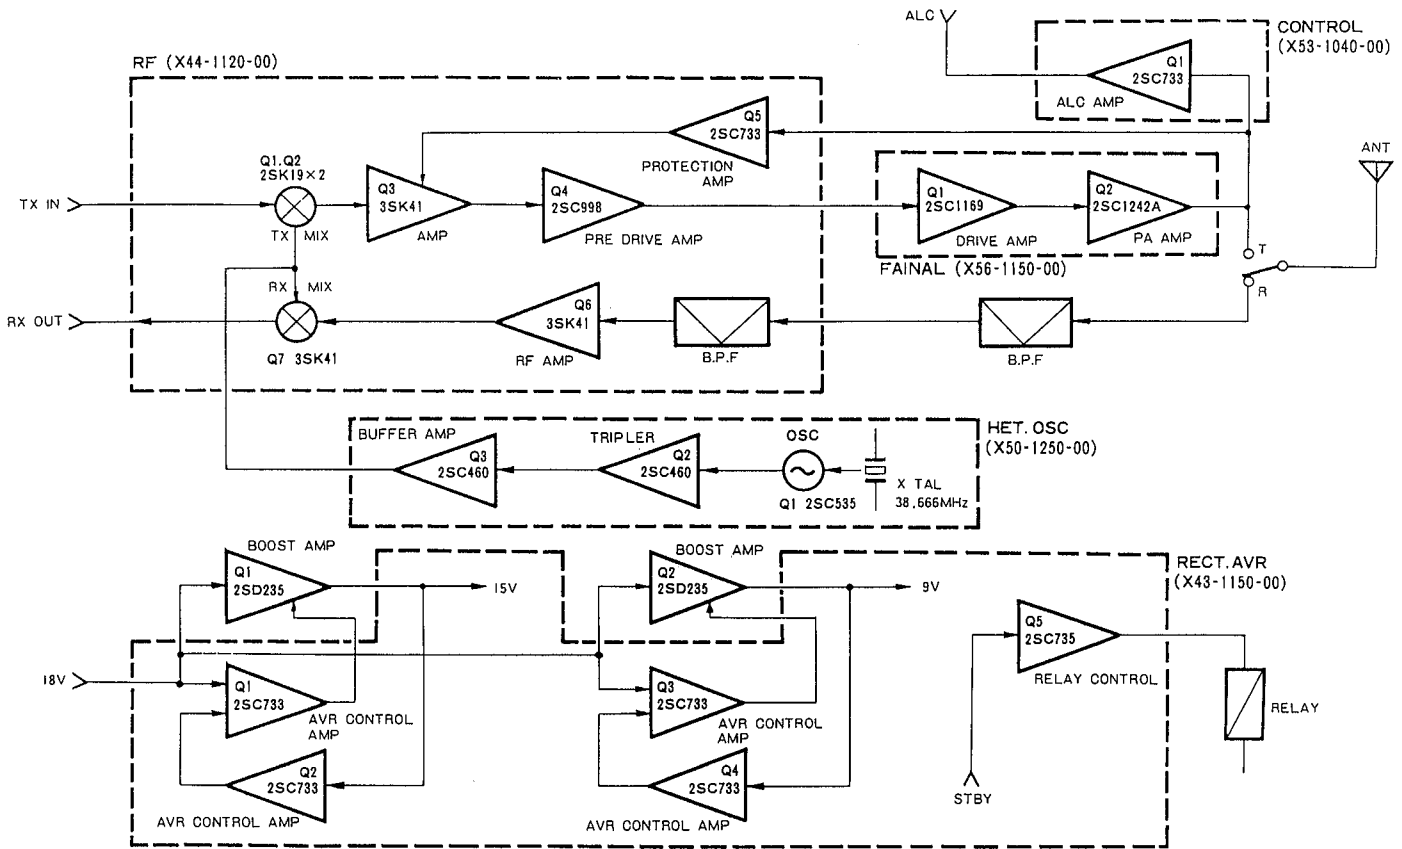 ALC
CONTROL
(X53-1040-00)
Q1
2SC733
ALC AMP
RF (X44-1120-00)
Q5
2SC733
PROTECTION
AMP
ANT
Q1.Q2
2SK19×2
TX IN
TX MIX
Q3
3SK41
AMP
Q4
2SC998
PRE DRIVE AMP
Q1
2SC1169
DRIVE AMP
Q2
2SC1242A
PA AMP
FAINAL (X56-1150-00)
T
R
RX MIX
RX OUT
Q7 3SK41
Q6
3SK41
RF AMP
B.P.F
B.P.F
HET. OSC
(X50-1250-00)
BUFFER AMP
Q3
2SC460
TRIPLER
Q2
2SC460
OSC
Q1 2SC535
X TAL
38,666MHz
BOOST AMP
Q1
2SD235
15V
BOOST AMP
Q2
2SD235
9V
RECT. AVR
(X43-1150-00)
Q5
2SC735
RELAY CONTROL
RELAY
STBY
18V
Q1
2SC733
AVR CONTROL
AMP
Q3
2SC733
AVR CONTROL
AMP
Q2
2SC733
AVR CONTROL AMP
Q4
2SC733
AVR CONTROL AMP